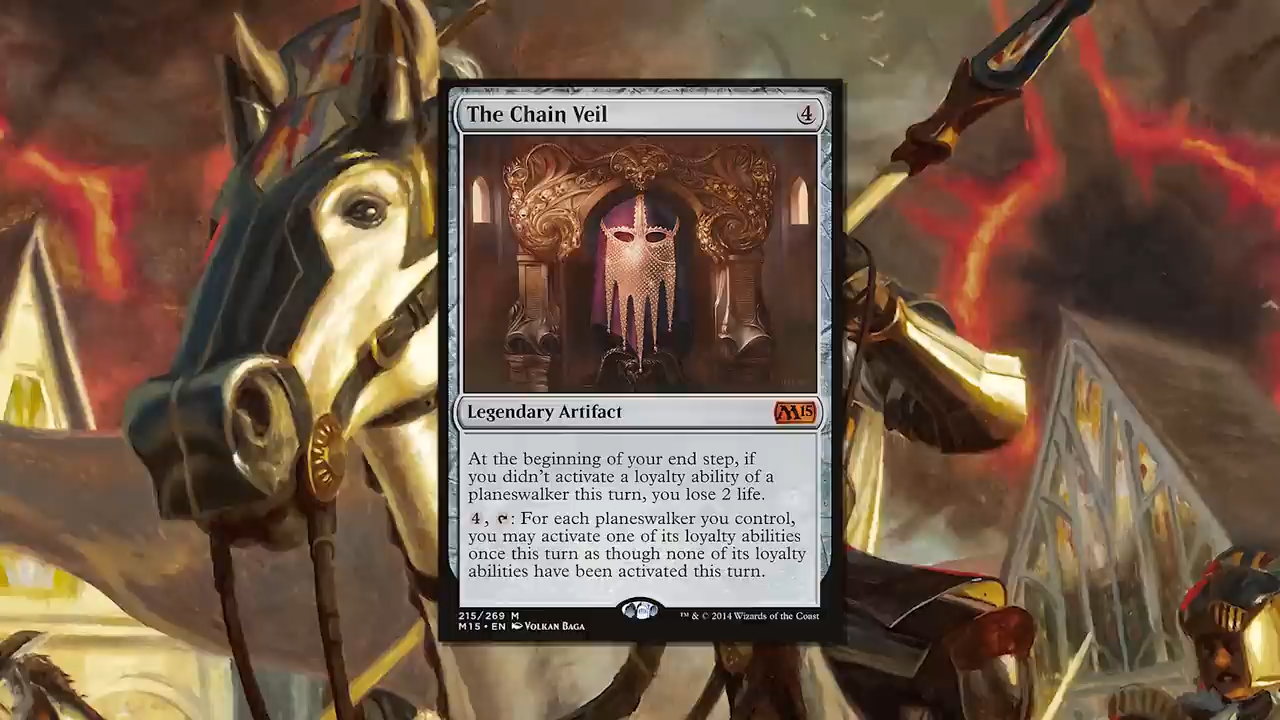 The Chain Veil 4
Legendary Artifact M15
At the beginning of your end step, if
you didn't activate a loyalty ability of a
planeswalker this turn, you lose 2 life.
4, : For each planeswalker you control,
you may activate one of its loyalty abilities
once this turn as though none of its loyalty
abilities have been activated this turn.
215/269 M ™ & © 2014 Wizards of the Coast
M15 • EN VOLKAN BAGA